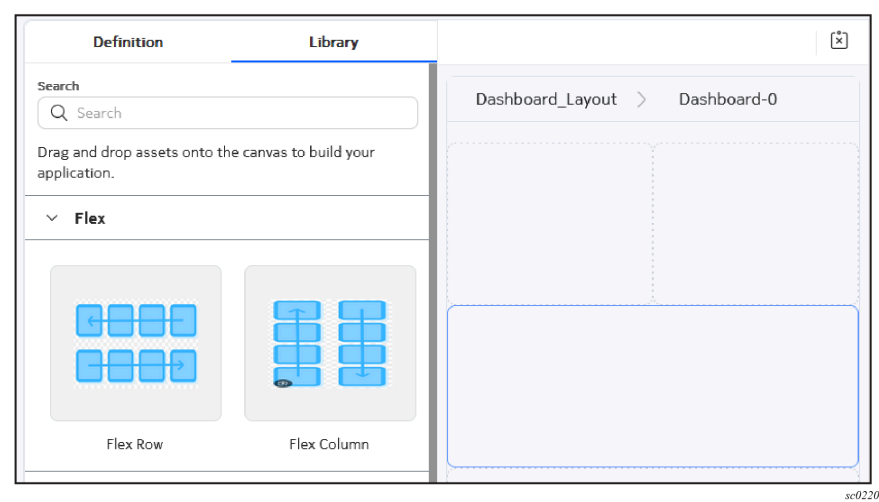 Definition
Library
Search
Search
Drag and drop assets onto the canvas to build your
application.
Flex
Flex Row
Flex Column
Dashboard_Layout
Dashboard-0
sc0220